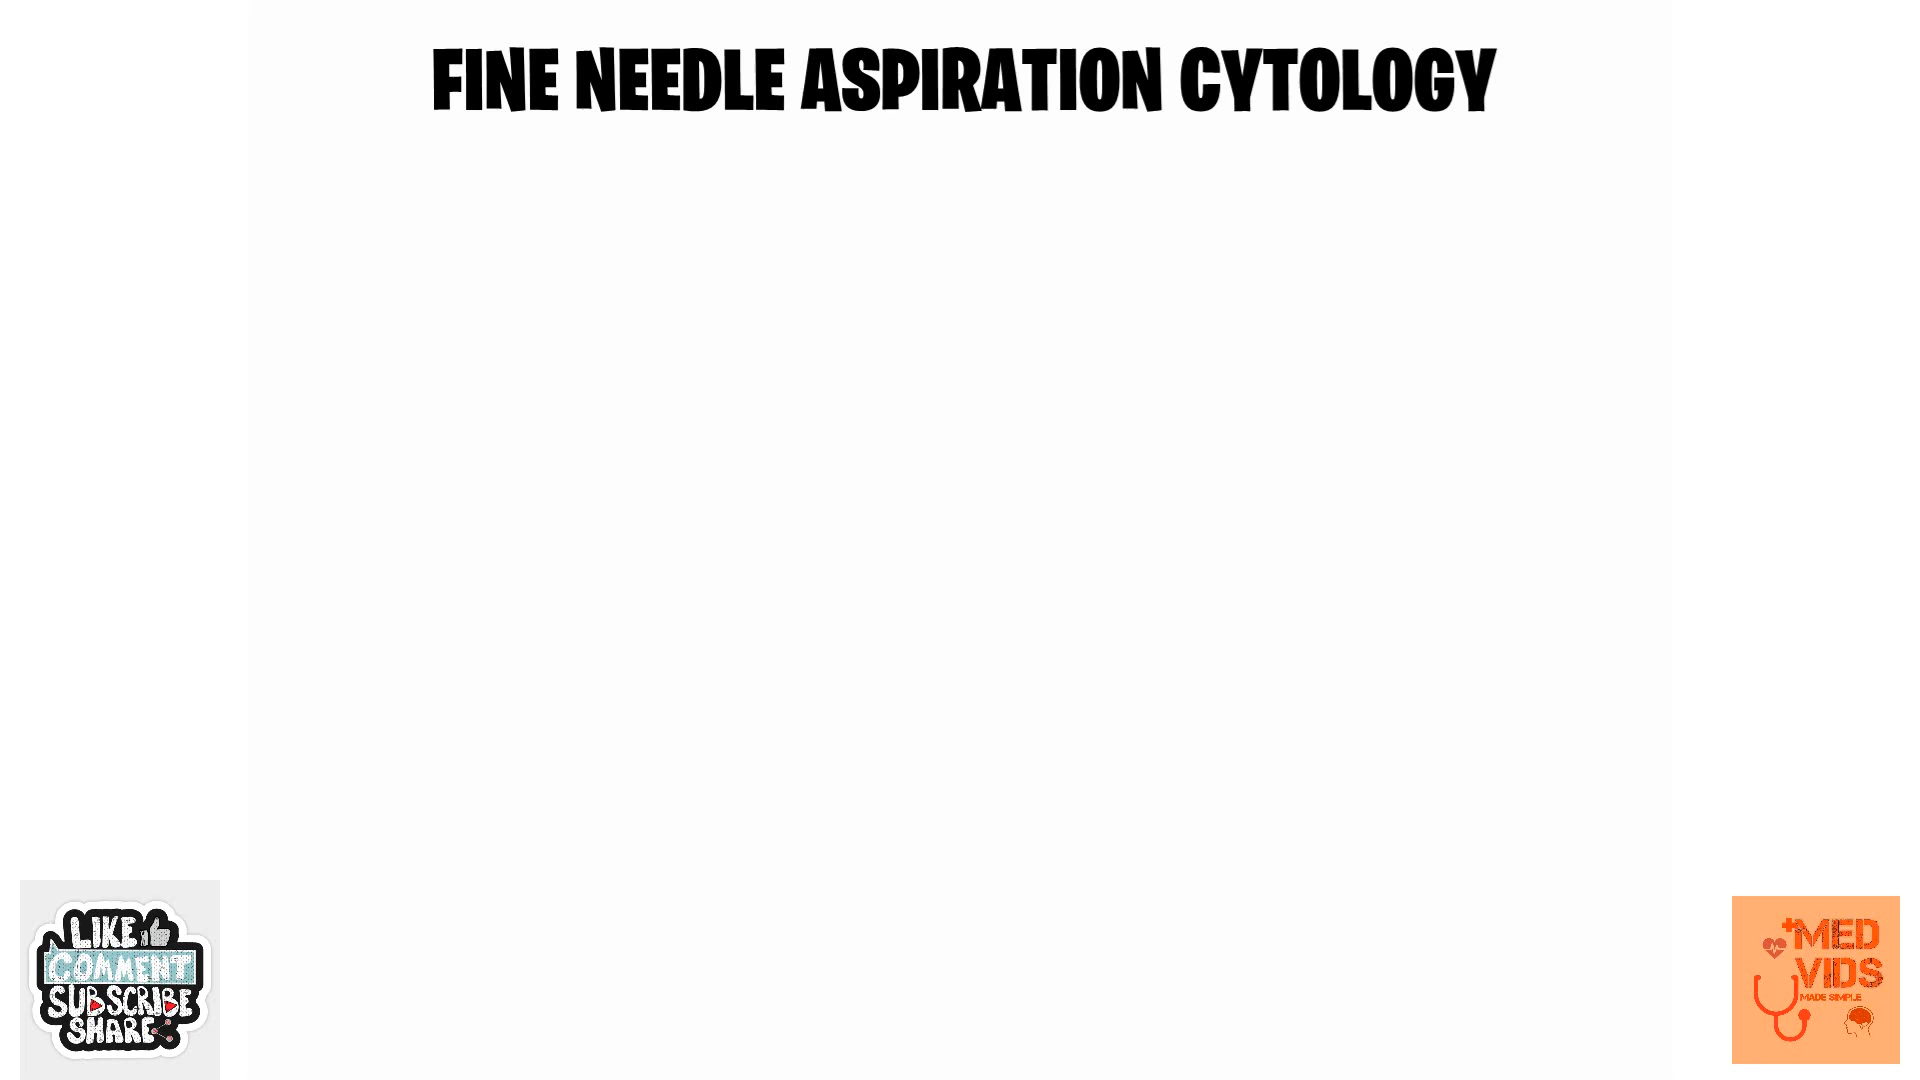 FINE NEEDLE ASPIRATION CYTOLOGY
LIKE
COMMENT
SUBSCRIBE
SHARE
MED
VIDS
MADE SIMPLE